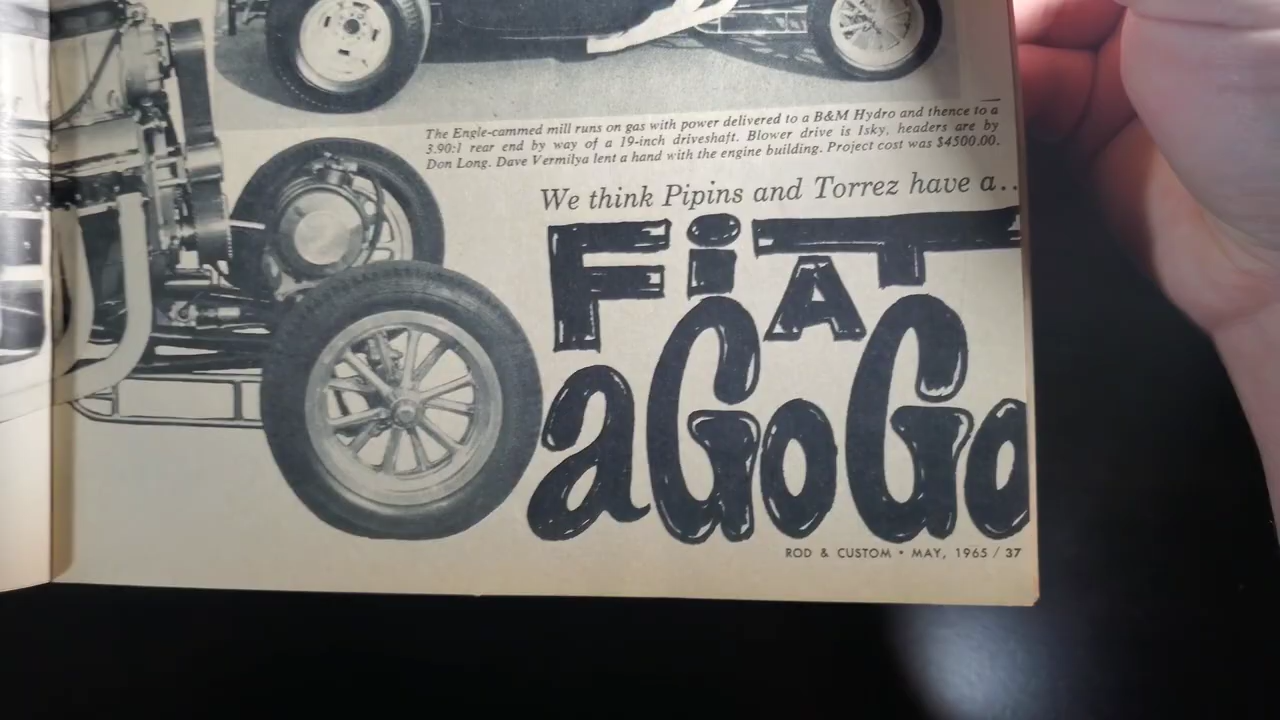 The Engle-cammed mill runs on gas with power delivered to a B&M Hydro and thence to a
3.90:1 rear end by way of a 19-inch driveshaft. Blower drive is Isky, headers are by
Don Long. Dave Vermilya lent a hand with the engine building. Project cost was $4500.00.
We think Pipins and Torrez have a..
FiAT
aGoGo
ROD & CUSTOM • MAY, 1965 / 37